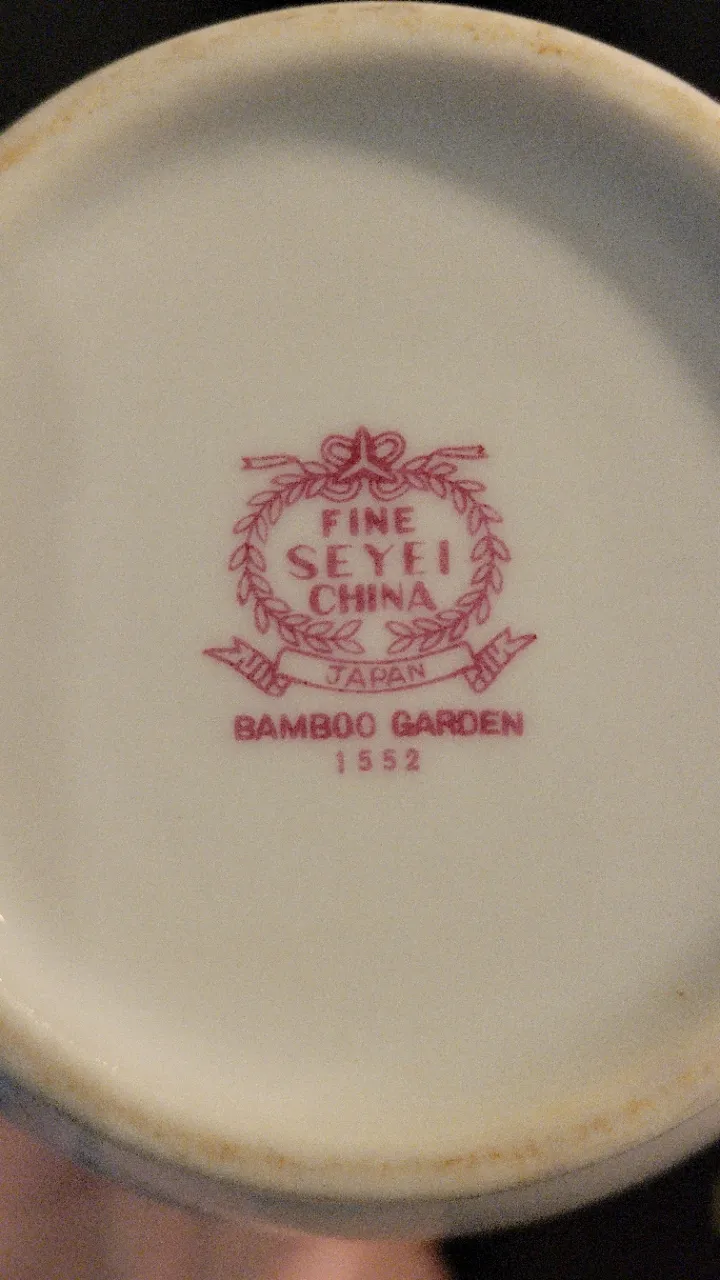 FINE
SEYEI
CHINA
JAPAN
BAMBOO GARDEN
1552